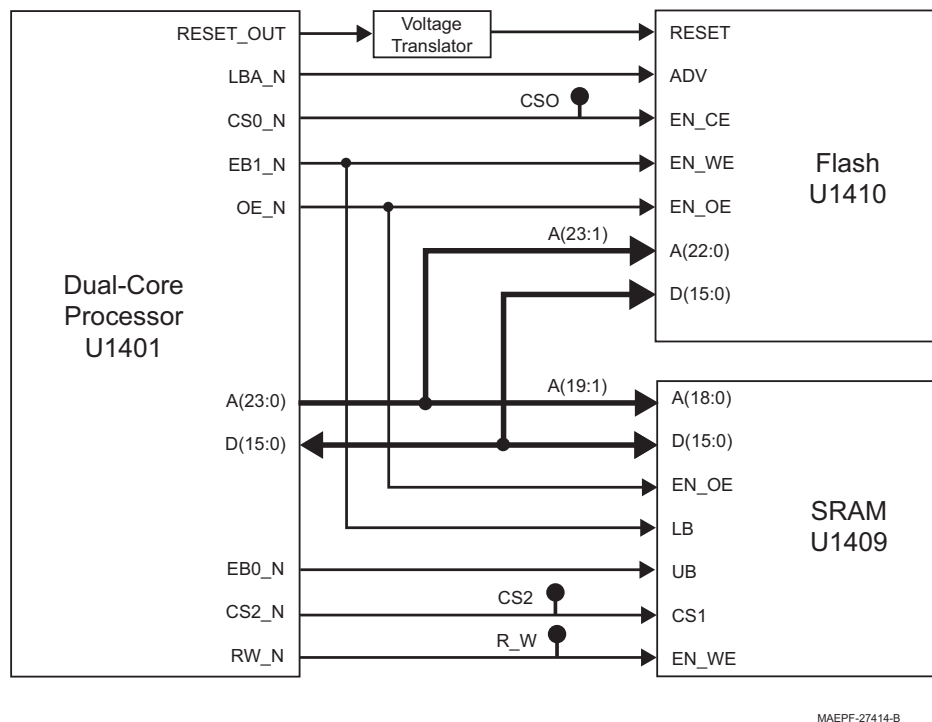 RESET_OUT
LBA_N
CS0_N
EB1_N
OE_N
Dual-Core
Processor
U1401
A(23:0)
D(15:0)
EB0_N
CS2_N
RW_N
Voltage
Translator
CSO
A(23:1)
A(19:1)
CS2
R_W
RESET
ADV
EN_CE
EN_WE
EN_OE
A(22:0)
D(15:0)
Flash
U1410
A(18:0)
D(15:0)
EN_OE
LB
UB
CS1
EN_WE
SRAM
U1409
MAEPF-27414-B